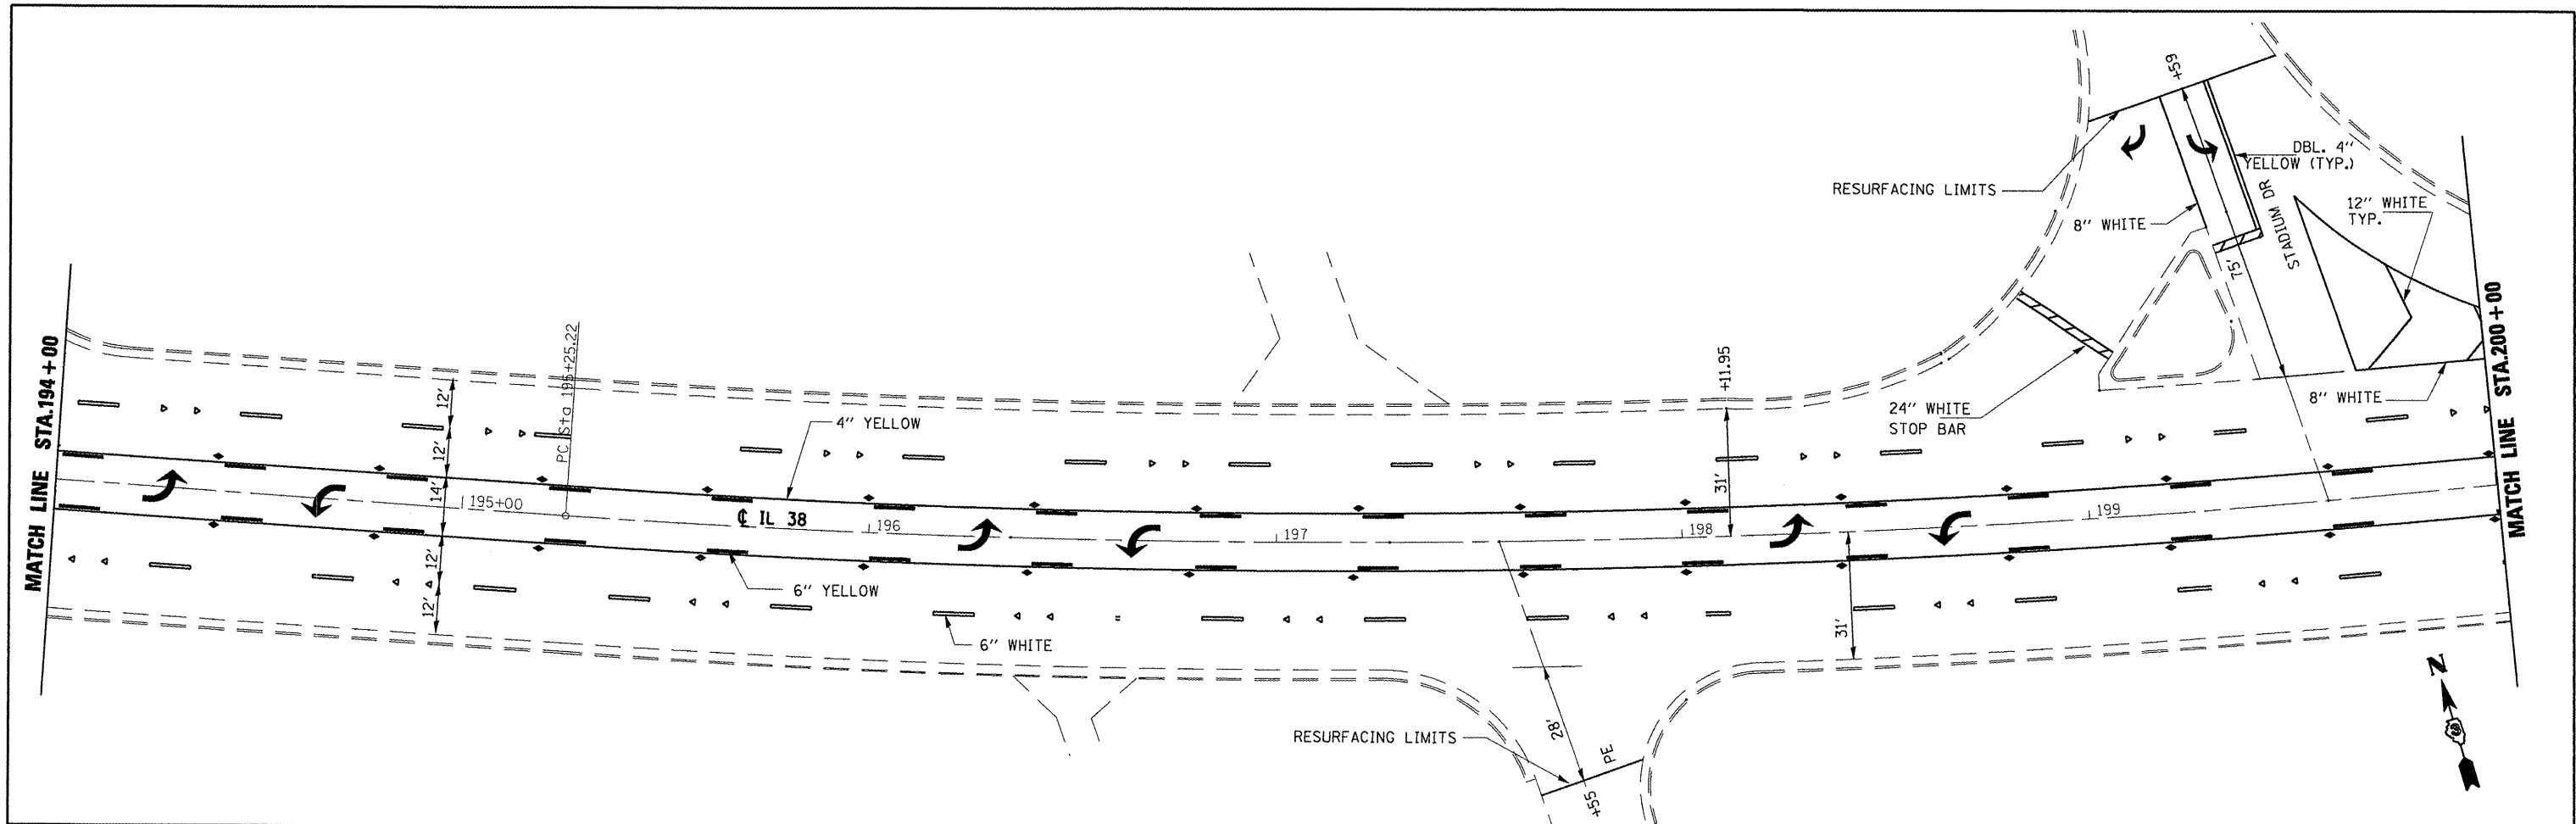 MATCH LINE STA.194+00
12'
12'
14'
12'
12'
PC Sta 195+25.22
195+00
4" YELLOW
℄ IL 38
196
6" YELLOW
6" WHITE
197
198
+11.95
31'
31'
199
RESURFACING LIMITS
28'
PE
+55
RESURFACING LIMITS
+59
DBL. 4"
YELLOW (TYP.)
8" WHITE
STADIUM DR
75'
12" WHITE
TYP.
24" WHITE
STOP BAR
8" WHITE
MATCH LINE STA.200+00
N